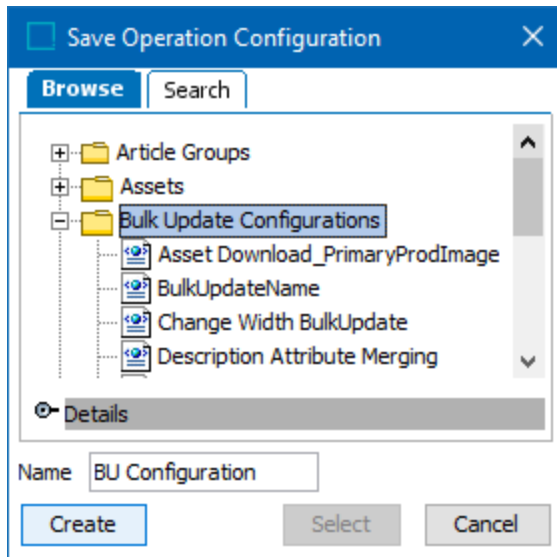 Save Operation Configuration
Browse
Search
Article Groups
Assets
Bulk Update Configurations
Asset Download_PrimaryProdImage
BulkUpdateName
Change Width BulkUpdate
Description Attribute Merging
Details
Name BU Configuration
Create Select Cancel